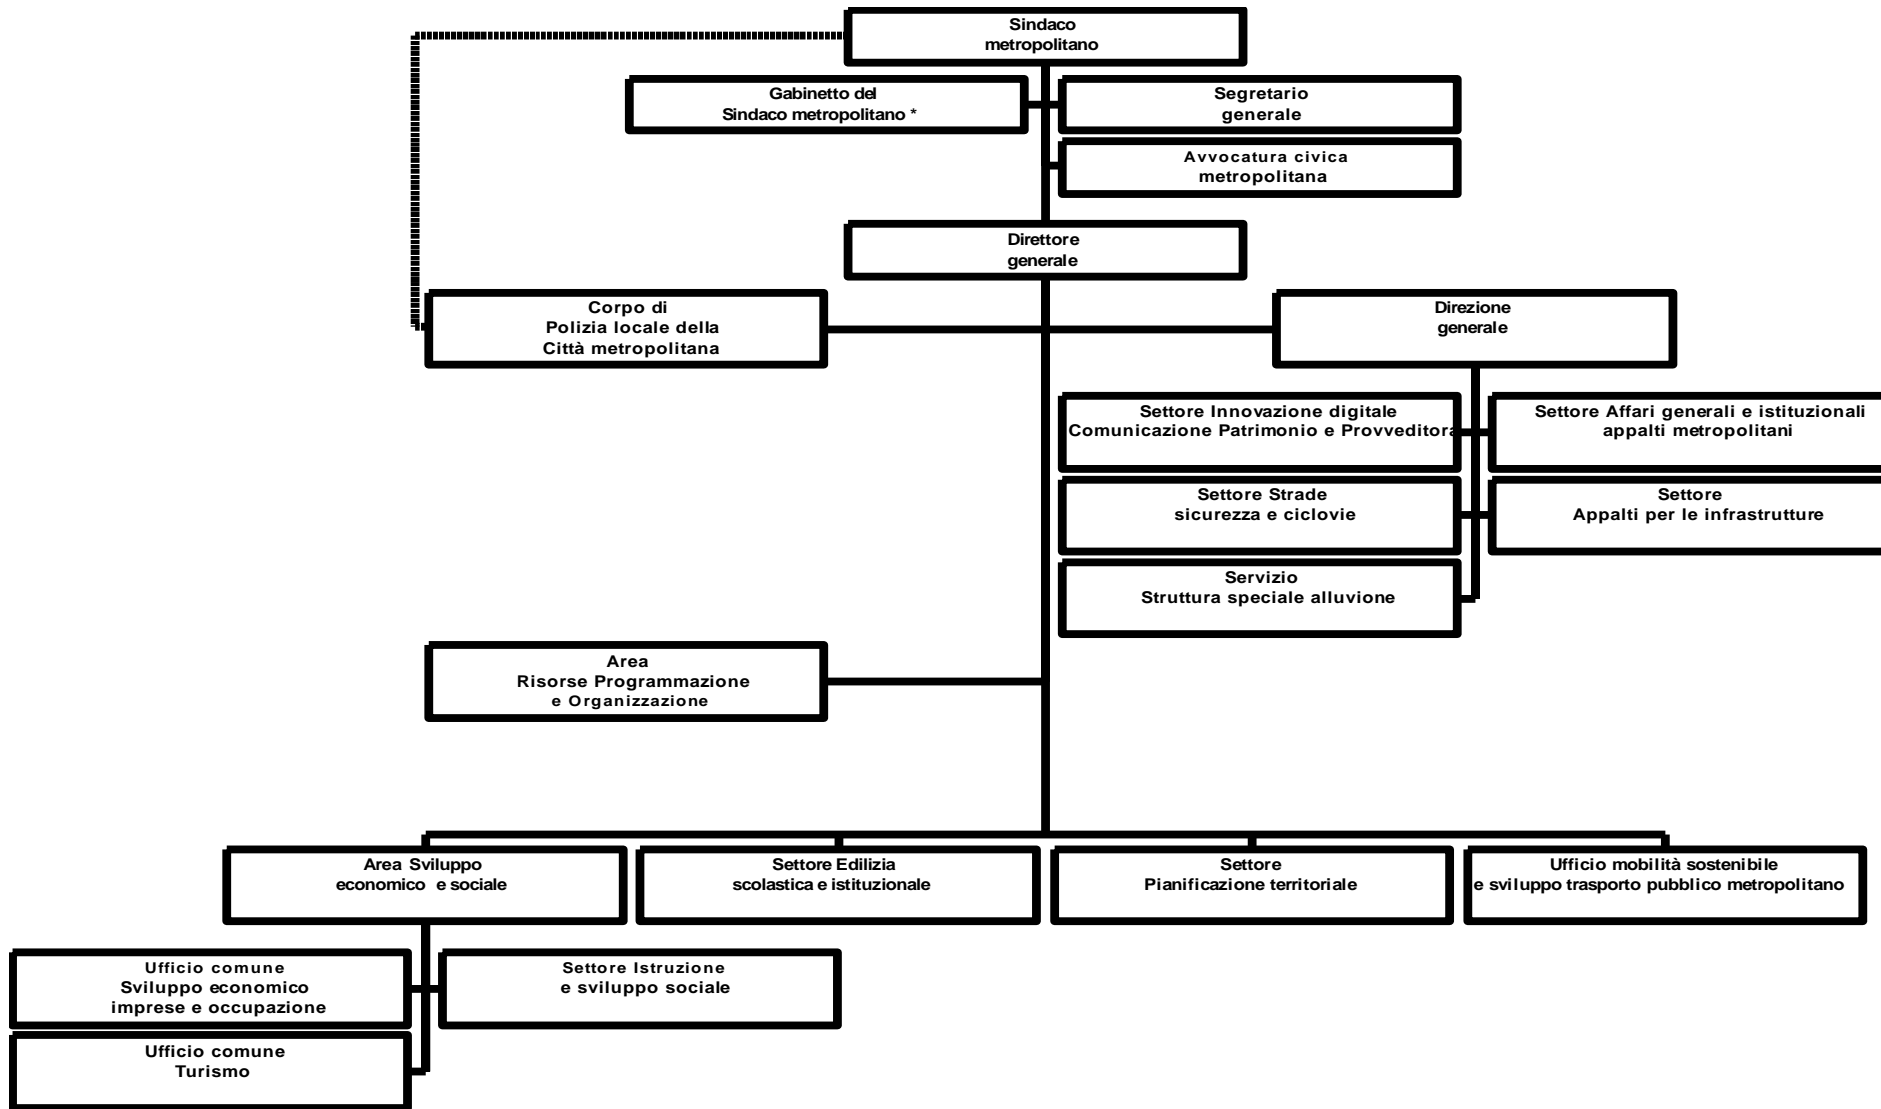 Sindaco
metropolitano
Gabinetto del
Sindaco metropolitano *
Segretario
generale
Avvocatura civica
metropolitana
Direttore
generale
Corpo di
Polizia locale della
Città metropolitana
Direzione
generale
Settore Innovazione digitale
Comunicazione Patrimonio e Provveditora
Settore Affari generali e istituzionali
appalti metropolitani
Settore Strade
sicurezza e ciclovie
Settore
Appalti per le infrastrutture
Servizio
Struttura speciale alluvione
Area
Risorse Programmazione
e Organizzazione
Area Sviluppo
economico e sociale
Settore Edilizia
scolastica e istituzionale
Settore
Pianificazione territoriale
Ufficio mobilità sostenibile
e sviluppo trasporto pubblico metropolitano
Ufficio comune
Sviluppo economico
imprese e occupazione
Settore Istruzione
e sviluppo sociale
Ufficio comune
Turismo